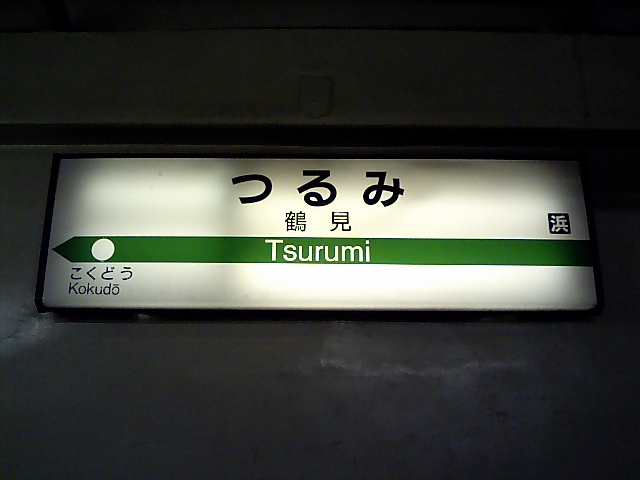 つるみ
鶴見
浜
Tsurumi
こくどう
Kokudō